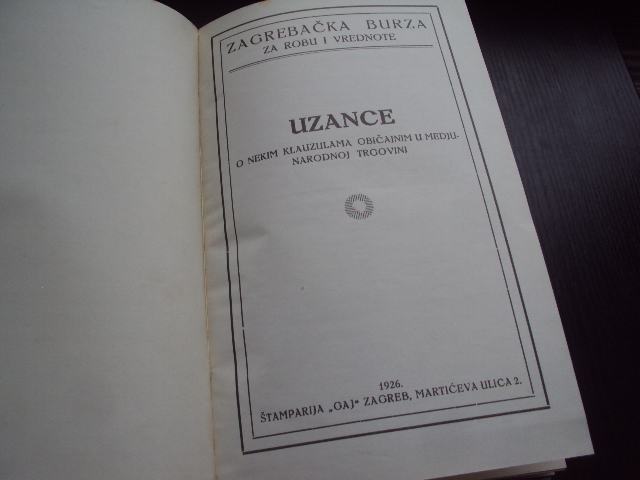 ZAGREBAČKA BURZA
ZA ROBU I VREDNOTE
UZANCE
O NEKIM KLAUZULAMA OBIČAJNIM U MEDJU-
NARODNOJ TRGOVINI
1926.
ŠTAMPARIJA „GAJ“ ZAGREB, MARTIĆEVA ULICA 2.